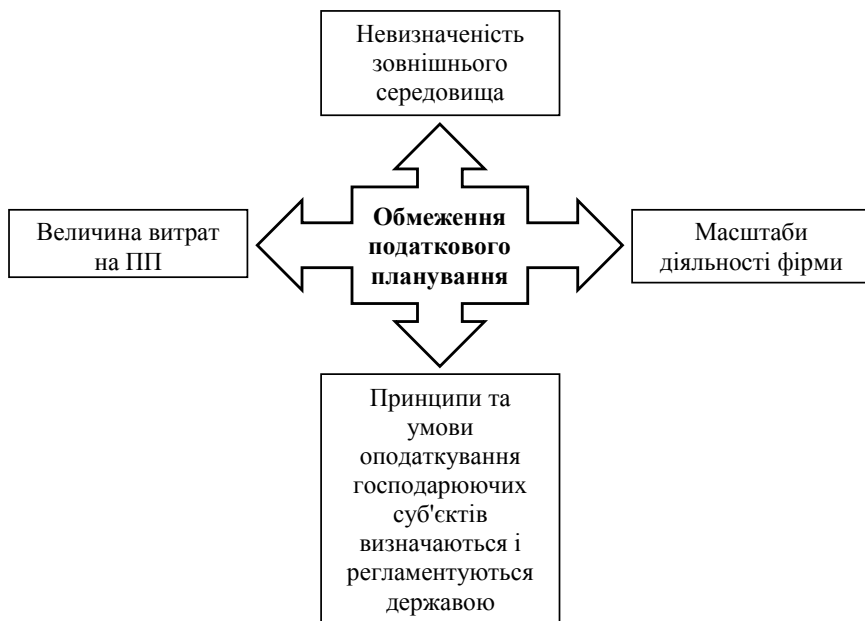 Невизначеність
зовнішнього
середовища
Величина витрат
на ПП
Обмеження
податкового
планування
Масштаби
діяльності фірми
Принципи та
умови
оподаткування
господарюючих
суб'єктів
визначаються і
регламентуються
державою